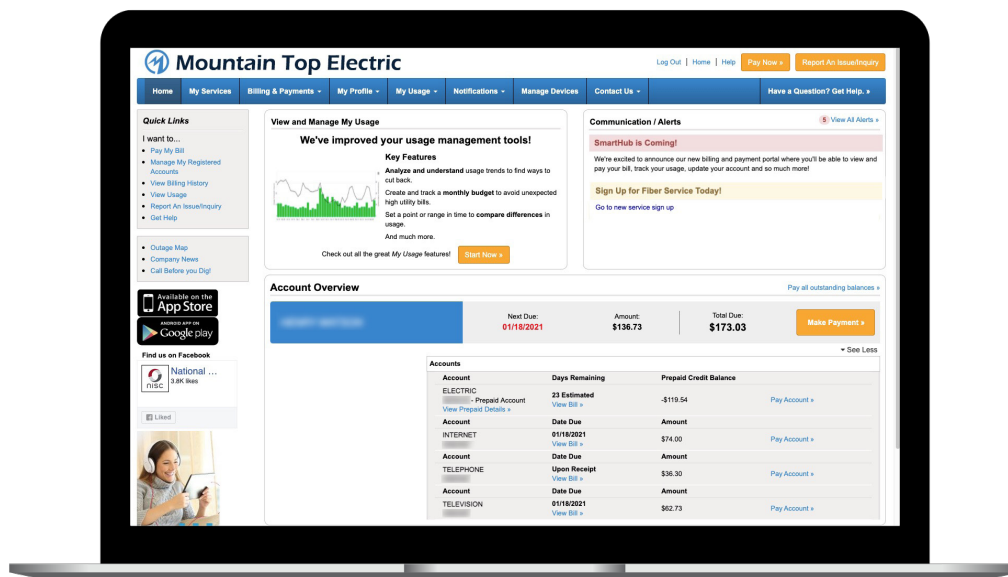 Mountain Top Electric
Log Out | Home | Help
Pay Now »
Report An Issue/Inquiry
Home
My Services
Billing & Payments
My Profile
My Usage
Notifications
Manage Devices
Contact Us
Have a Question? Get Help. »
Quick Links
I want to...
Pay My Bill
Manage My Registered
Accounts
View Billing History
View Usage
Report An Issue/Inquiry
Get Help
Outage Map
Company News
Call Before you Dig!
Available on the
App Store
ANDROID APP ON
Google play
Find us on Facebook
nisc
National ...
3.8K likes
Liked
View and Manage My Usage
We've improved your usage management tools!
Key Features
Analyze and understand usage trends to find ways to
cut back.
Create and track a monthly budget to avoid unexpected
high utility bills.
Set a point or range in time to compare differences in
usage.
And much more.
Check out all the great My Usage features!
Start Now »
Communication / Alerts
5 View All Alerts »
SmartHub is Coming!
We're excited to announce our new billing and payment portal where you'll be able to view and
pay your bill, track your usage, update your account and so much more!
Sign Up for Fiber Service Today!
Go to new service sign up
Account Overview
Pay all outstanding balances »
Next Due:
01/18/2021
Amount:
$136.73
Total Due:
$173.03
Make Payment »
See Less
Accounts
Account Days Remaining Prepaid Credit Balance
ELECTRIC
- Prepaid Account
View Prepaid Details »
23 Estimated
View Bill »
-$119.54
Pay Account »
Account Date Due Amount
INTERNET
01/18/2021
View Bill »
$74.00
Pay Account »
Account Date Due Amount
TELEPHONE
Upon Receipt
View Bill »
$36.30
Pay Account »
Account Date Due Amount
TELEVISION
01/18/2021
View Bill »
$62.73
Pay Account »